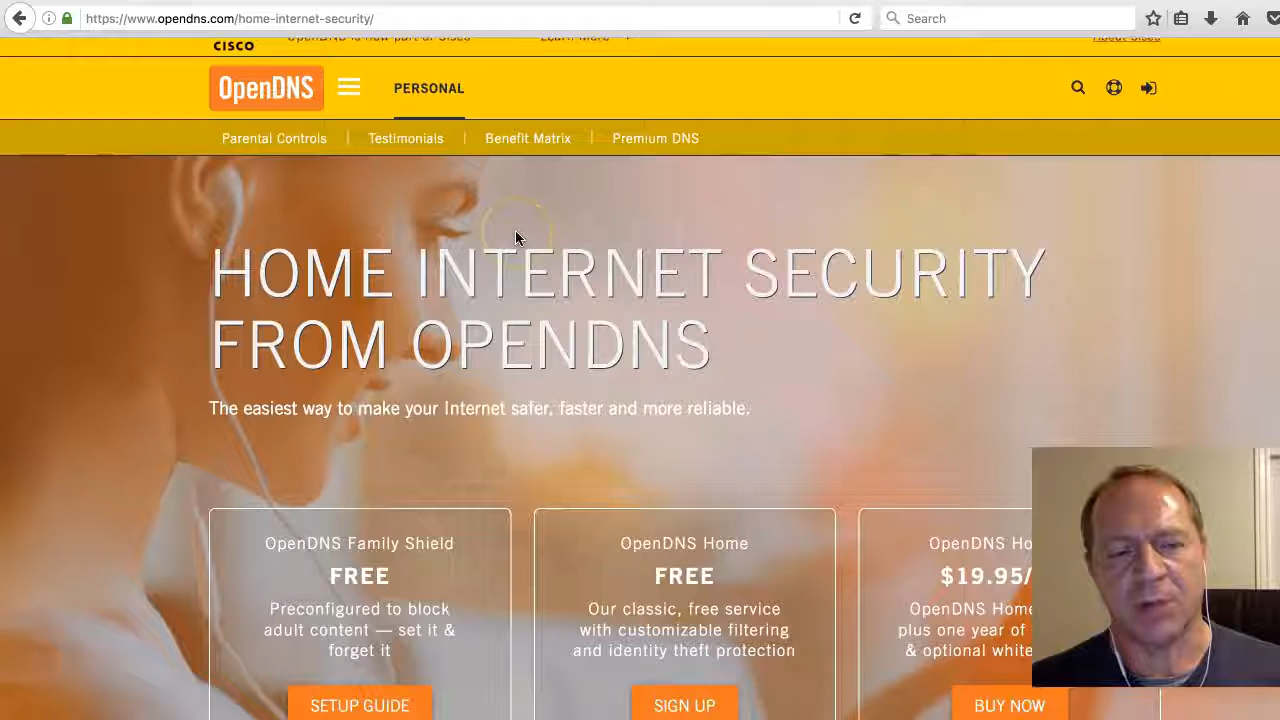 https://www.opendns.com/home-internet-security/
Search
CISCO
OpenDNS is now part of Cisco
Learn More
About Cisco
OpenDNS
PERSONAL
Parental Controls
Testimonials
Benefit Matrix
Premium DNS
HOME INTERNET SECURITY
FROM OPENDNS
The easiest way to make your Internet safer, faster and more reliable.
OpenDNS Family Shield
FREE
Preconfigured to block
adult content — set it &
forget it
SETUP GUIDE
OpenDNS Home
FREE
Our classic, free service
with customizable filtering
and identity theft protection
SIGN UP
OpenDNS Ho
$19.95/
OpenDNS Home
plus one year of
& optional white
BUY NOW